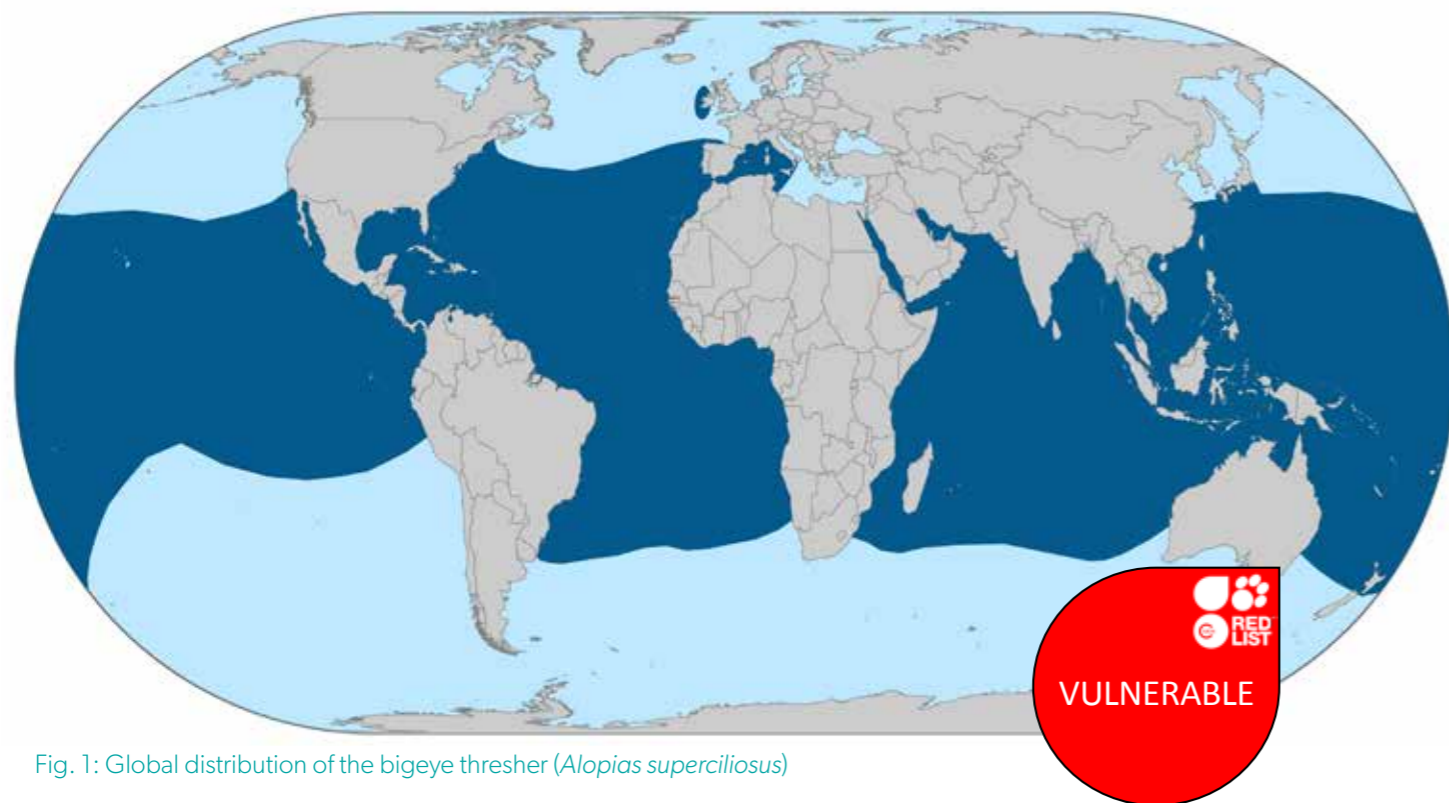 RED
LIST
VULNERABLE
Fig. 1: Global distribution of the bigeye thresher (Alopias superciliosus)